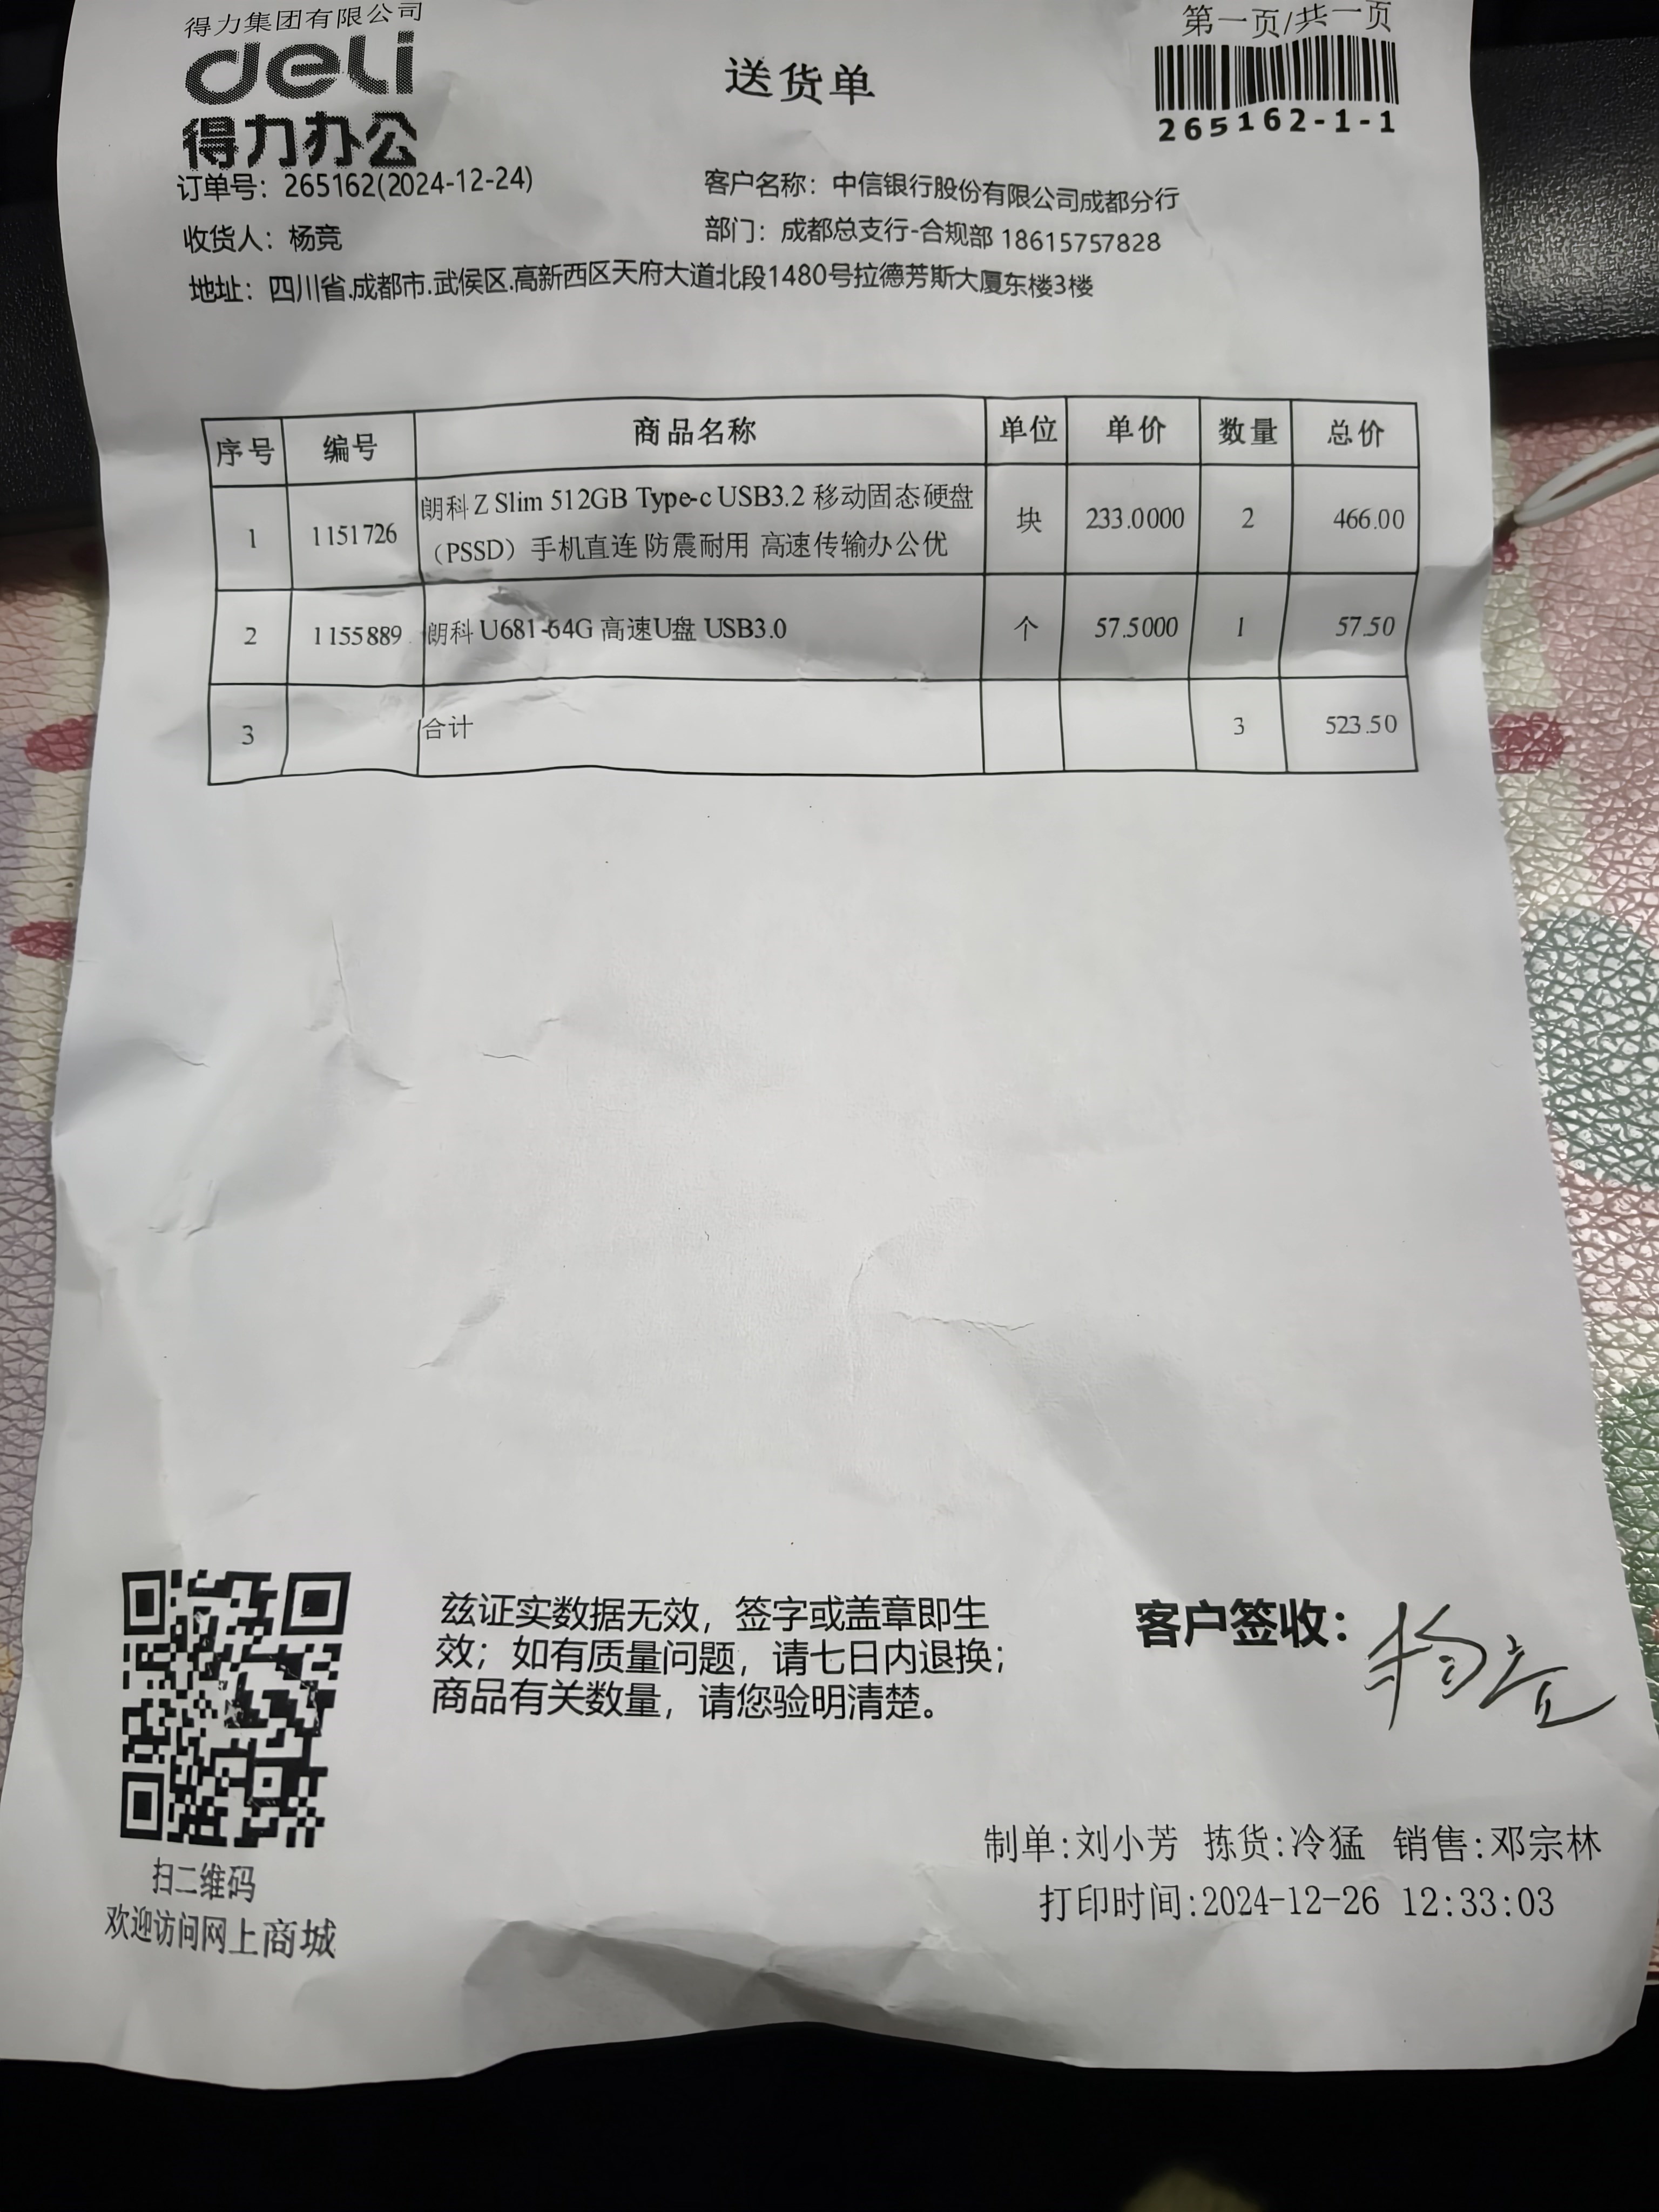 得力集团有限公司
deli
得力办公
送货单
第一页/共一页
265162-1-1
订单号：265162(2024-12-24)
客户名称：中信银行股份有限公司成都分行
收货人：杨竞
部门：成都总支行-合规部 18615757828
地址：四川省.成都市.武侯区.高新西区天府大道北段1480号拉德芳斯大厦东楼3楼
序号 编号 商品名称 单位 单价 数量 总价
1 1151726 朗科 Z Slim 512GB Type-c USB3.2 移动固态硬盘 块 233.0000 2 466.00
（PSSD）手机直连 防震耐用 高速传输办公优
2 1155889 朗科 U681-64G 高速U盘 USB3.0 个 57.5000 1 57.50
3 合计 3 523.50
兹证实数据无效，签字或盖章即生
效；如有质量问题，请七日内退换；
商品有关数量，请您验明清楚。
客户签收：
扫二维码
欢迎访问网上商城
制单:刘小芳 拣货:冷猛 销售:邓宗林
打印时间:2024-12-26 12:33:03